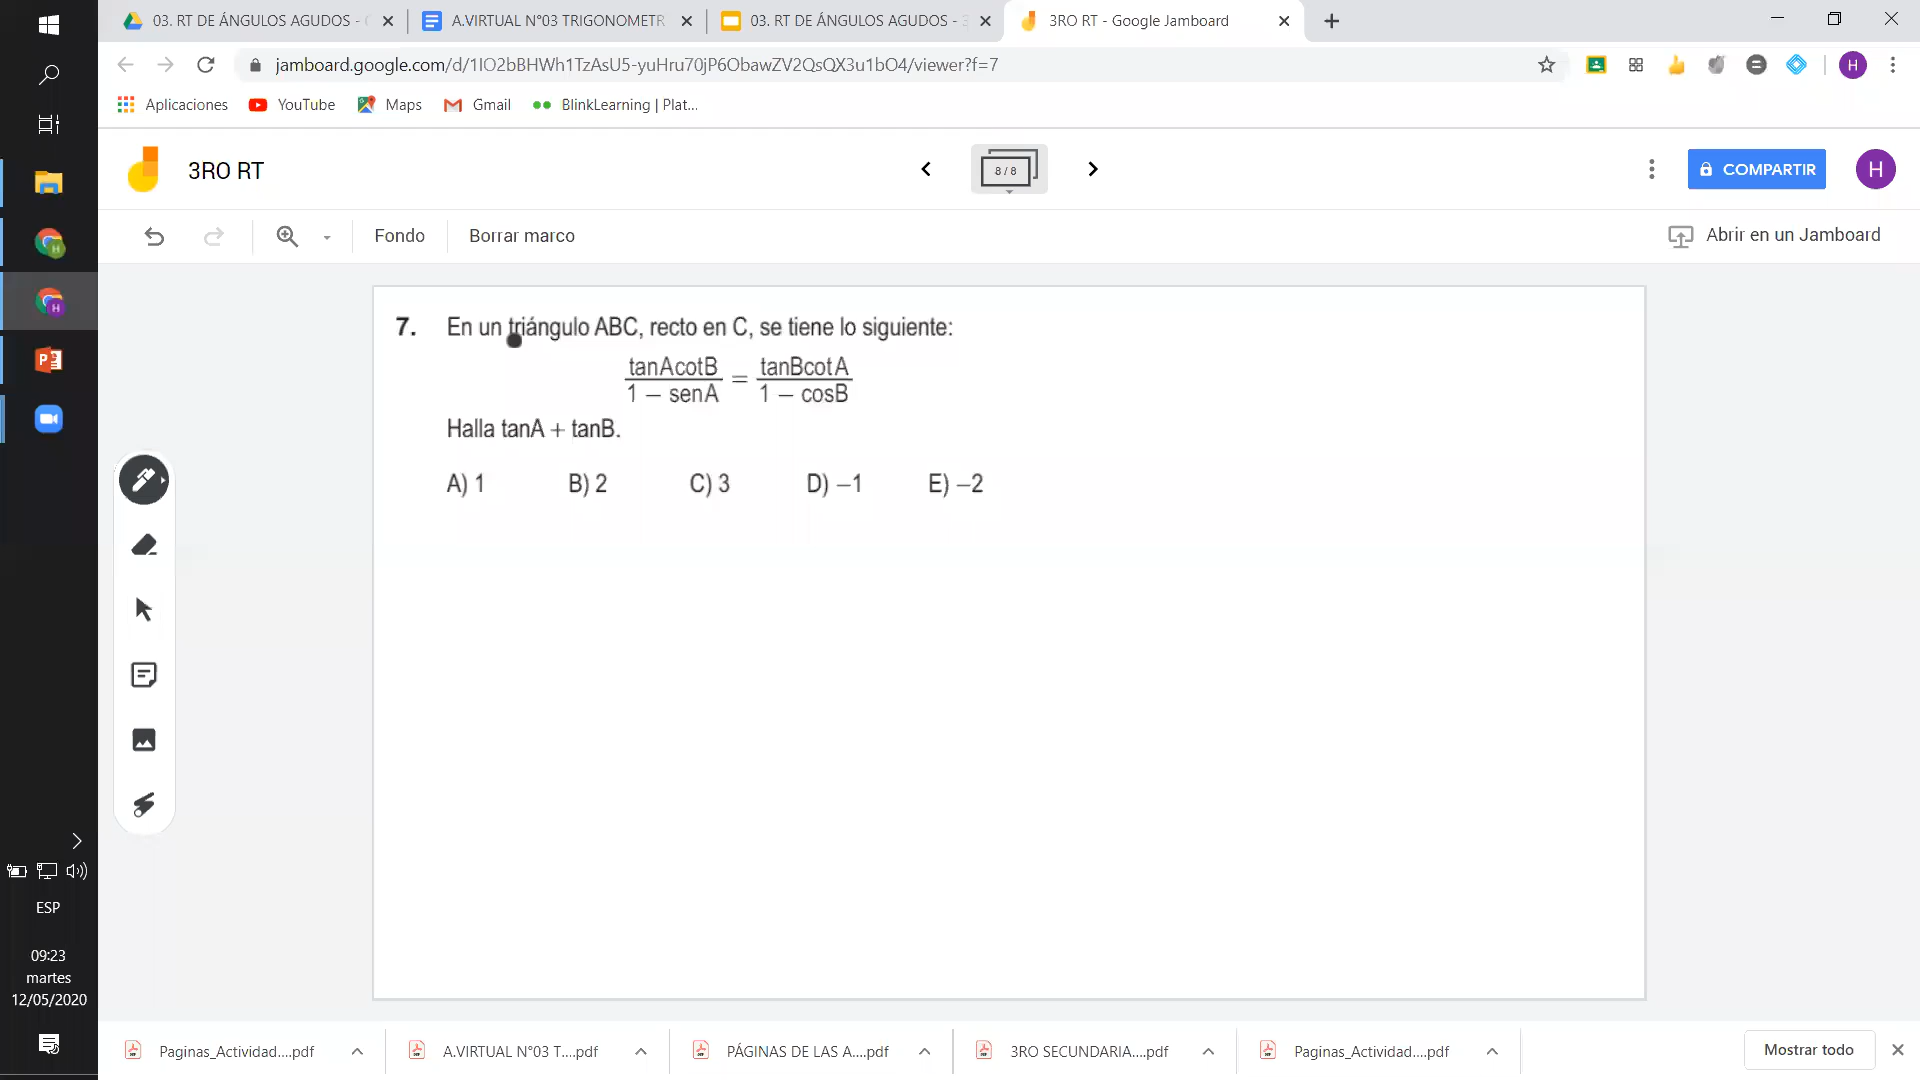 03. RT DE ÁNGULOS AGUDOS -
A.VIRTUAL N°03 TRIGONOMETR
03. RT DE ÁNGULOS AGUDOS - 3
3RO RT - Google Jamboard
jamboard.google.com/d/1IO2bBHWh1TzAsU5-yuHru70jP6ObawZV2QsQX3u1bO4/viewer?f=7
H
Aplicaciones
YouTube
Maps
Gmail
BlinkLearning | Plat...
3RO RT
8 / 8
COMPARTIR
H
Fondo
Borrar marco
Abrir en un Jamboard
7. En un triángulo ABC, recto en C, se tiene lo siguiente:
tanAcotB / 1 − senA = tanBcotA / 1 − cosB
Halla tanA + tanB.
A) 1 B) 2 C) 3 D) −1 E) −2
ESP
09:23
martes
12/05/2020
Paginas_Actividad....pdf
A.VIRTUAL N°03 T....pdf
PÁGINAS DE LAS A....pdf
3RO SECUNDARIA....pdf
Paginas_Actividad....pdf
Mostrar todo